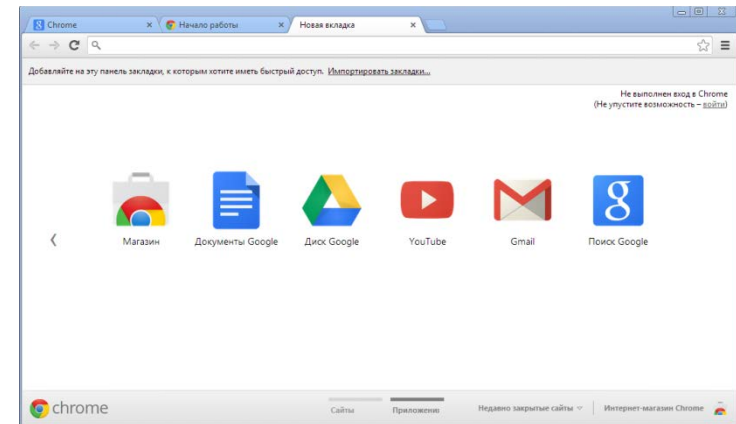 Chrome
Начало работы
Новая вкладка
Добавляйте на эту панель закладки, к которым хотите иметь быстрый доступ. Импортировать закладки...
Не выполнен вход в Chrome
(Не упустите возможность – войти)
Магазин
Документы Google
Диск Google
YouTube
Gmail
Поиск Google
chrome
Сайты
Приложение
Недавно закрытые сайты
Интернет-магазин Chrome